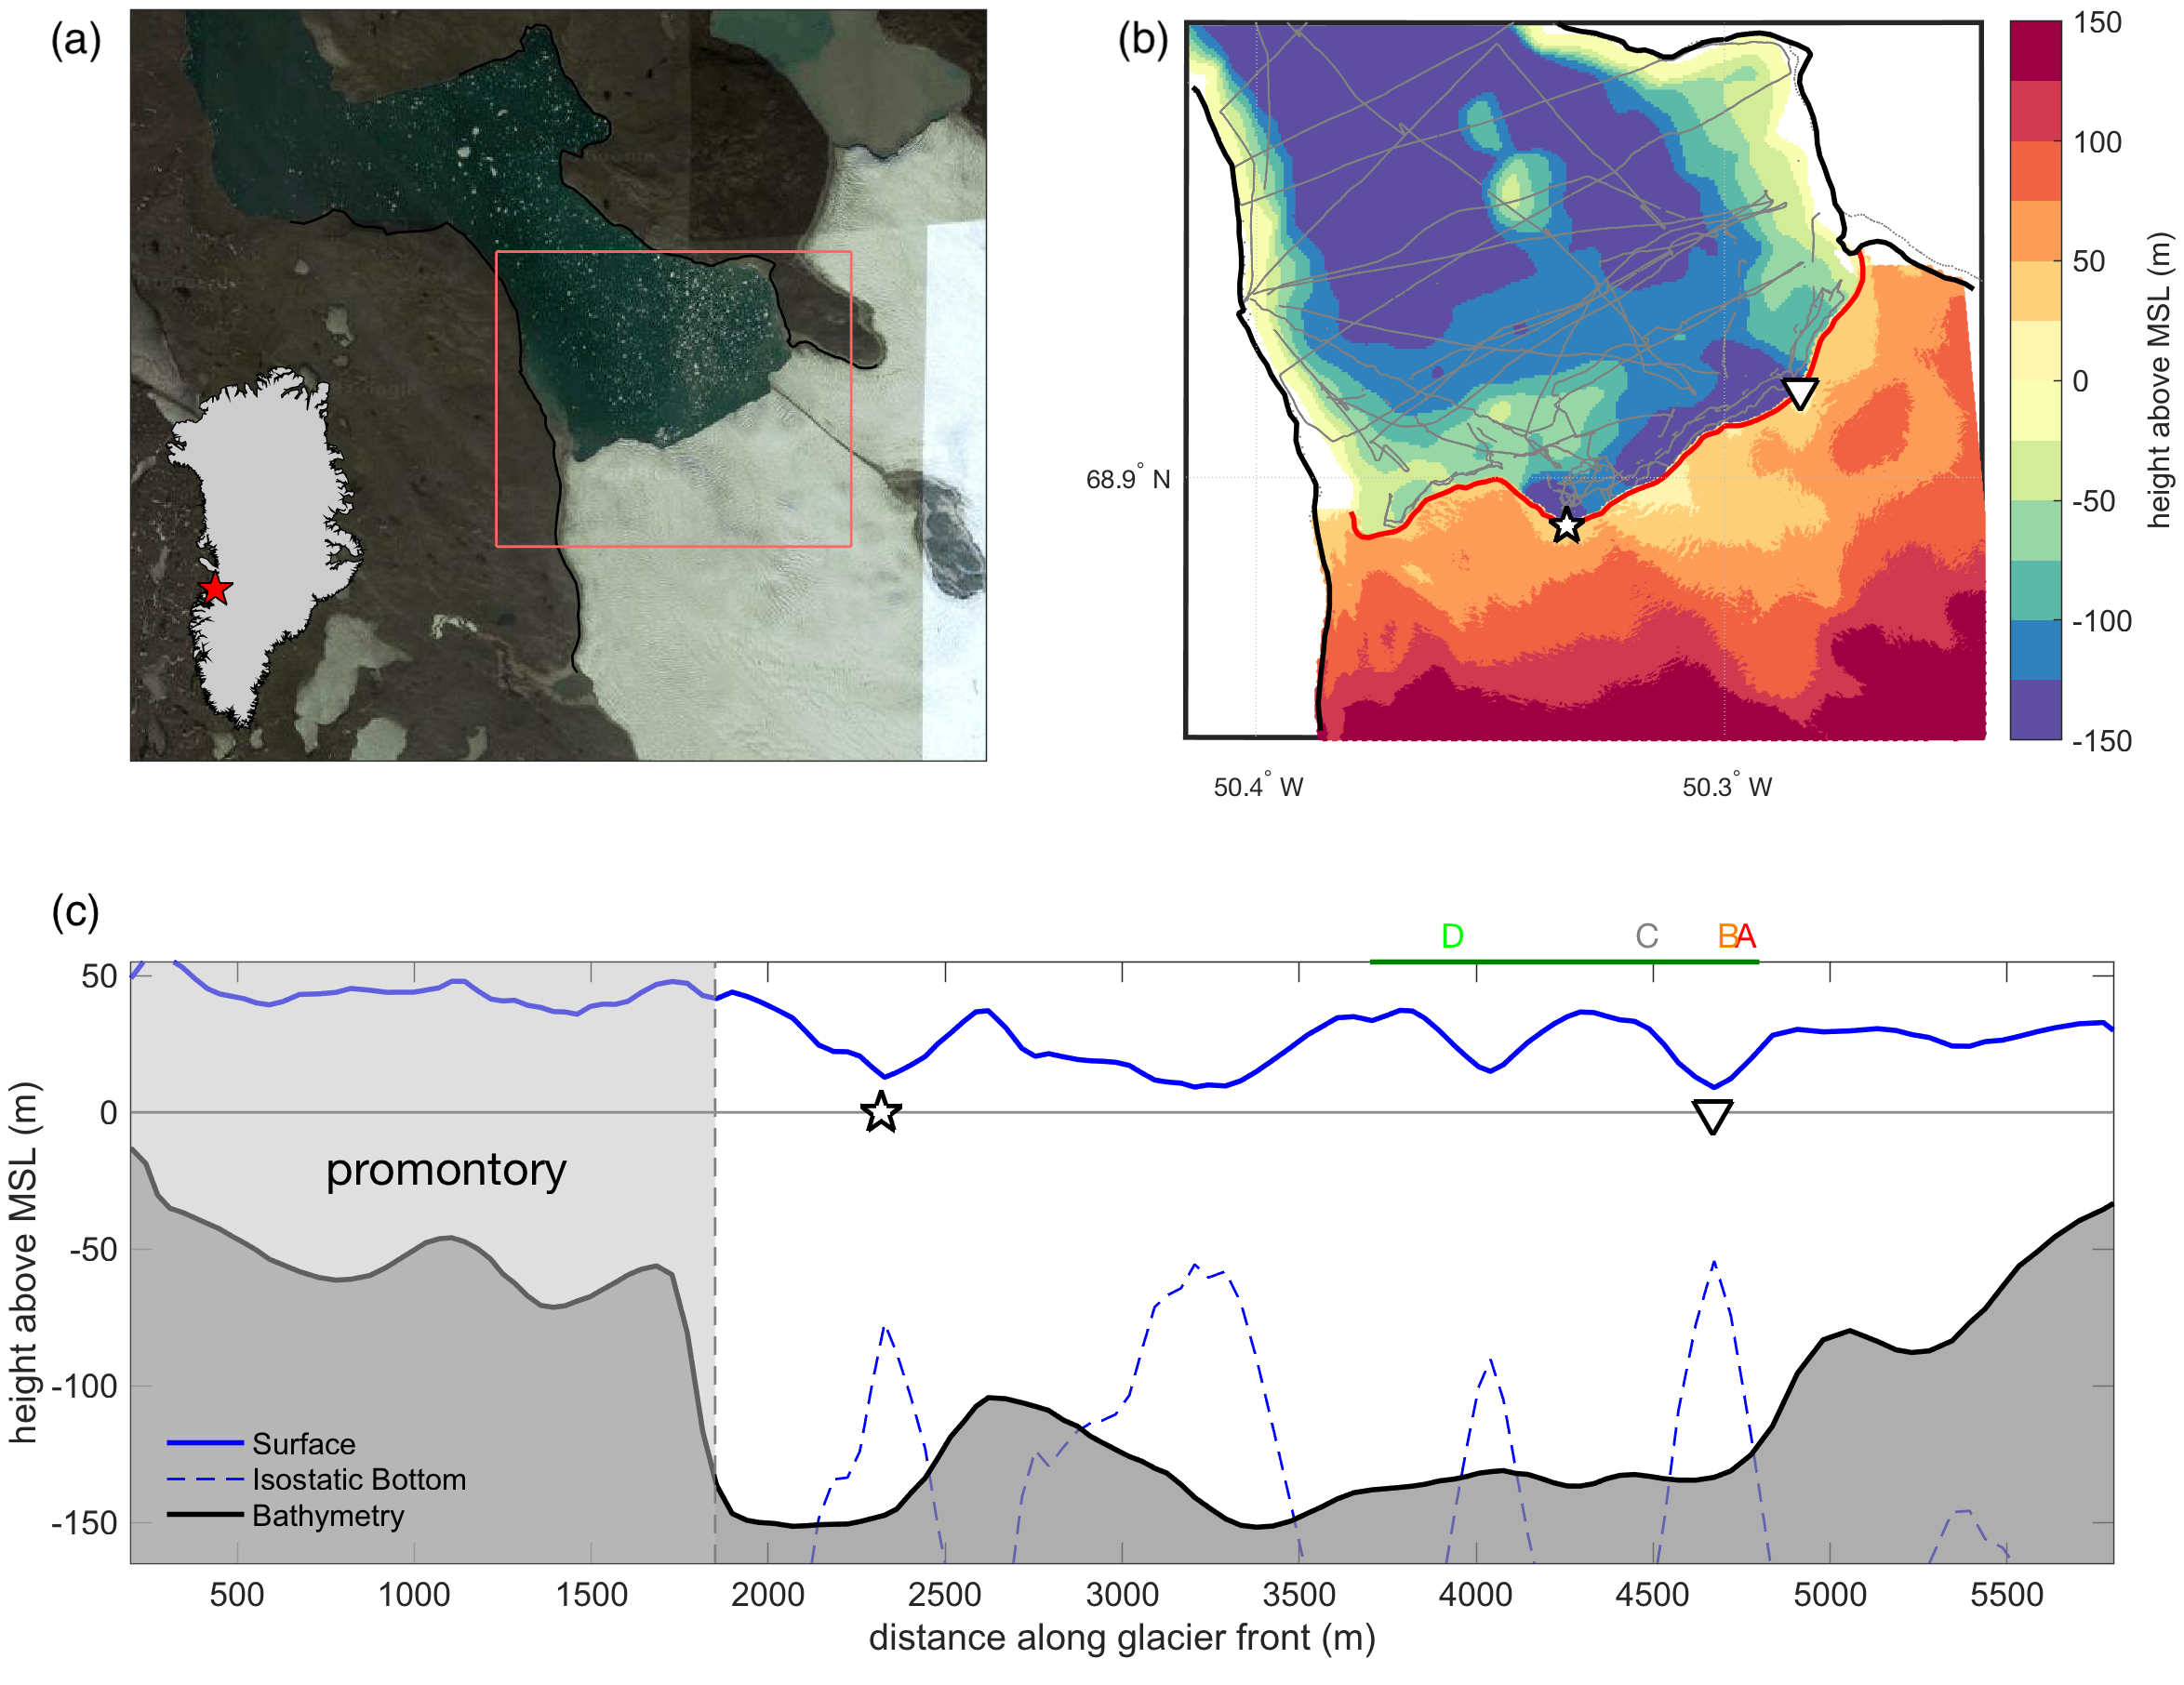 (a)
(b)
150
100
50
0
-50
-100
-150
height above MSL (m)
68.9° N
50.4° W
50.3° W
(c)
D
C
B
A
50
0
-50
-100
-150
height above MSL (m)
promontory
Surface
Isostatic Bottom
Bathymetry
500
1000
1500
2000
2500
3000
3500
4000
4500
5000
5500
distance along glacier front (m)